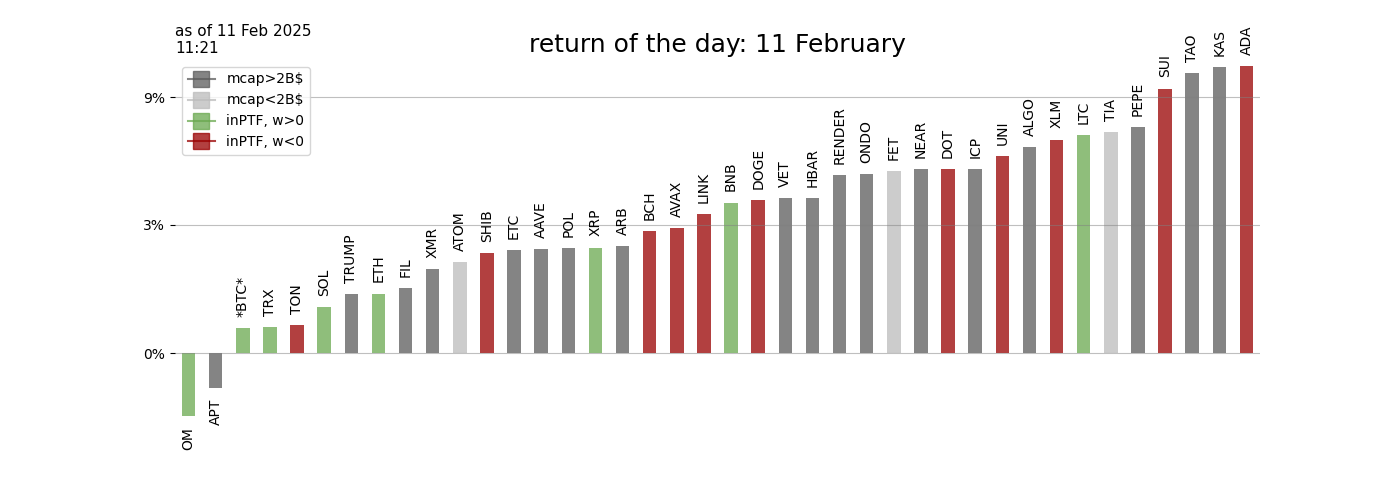 as of 11 Feb 2025
11:21
return of the day: 11 February
mcap>2B$
mcap<2B$
inPTF, w>0
inPTF, w<0
9%
3%
0%
OM
APT
*BTC*
TRX
TON
SOL
TRUMP
ETH
FIL
XMR
ATOM
SHIB
ETC
AAVE
POL
XRP
ARB
BCH
AVAX
LINK
BNB
DOGE
VET
HBAR
RENDER
ONDO
FET
NEAR
DOT
ICP
UNI
ALGO
XLM
LTC
TIA
PEPE
SUI
TAO
KAS
ADA